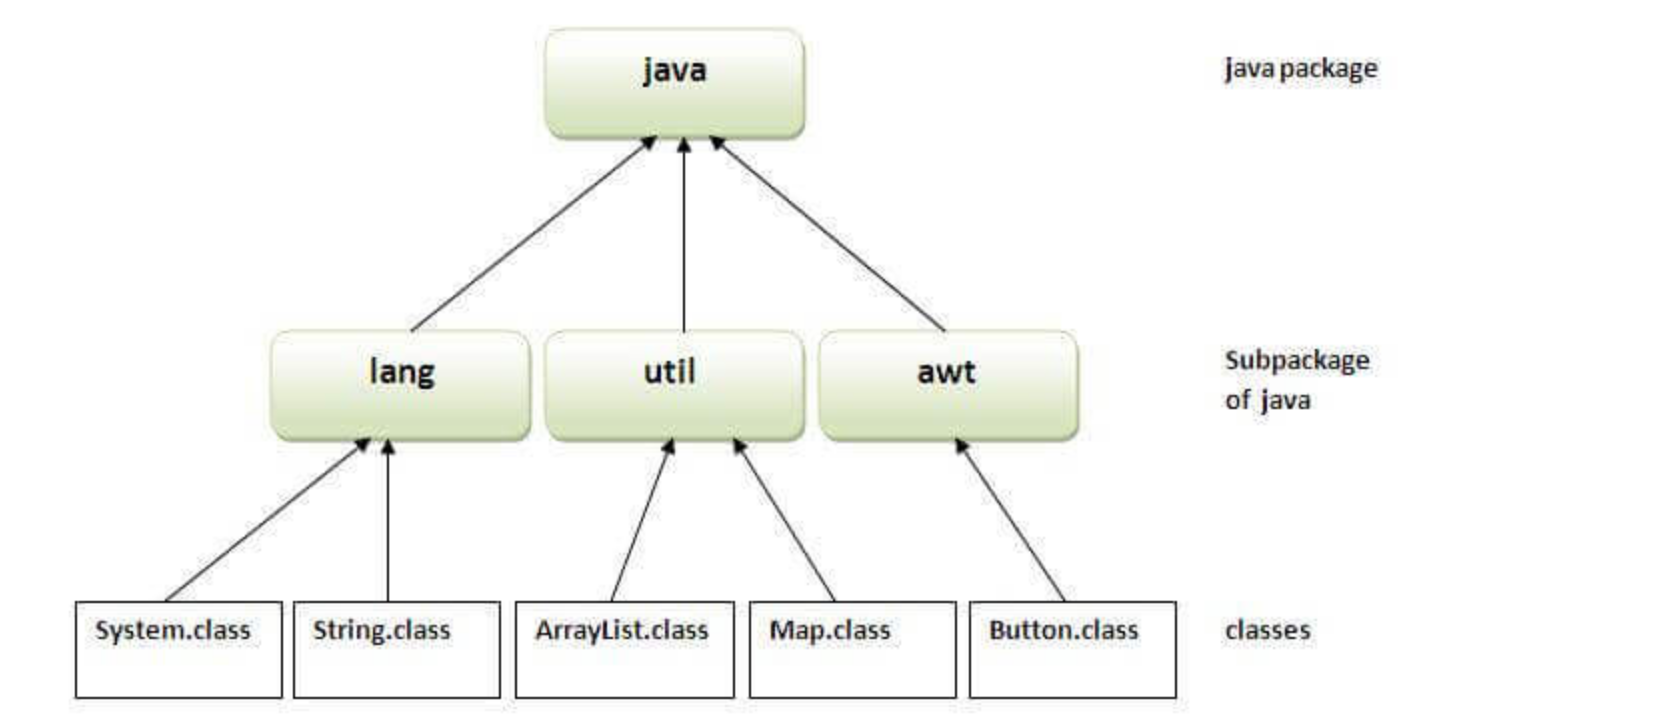 java
java package
lang
util
awt
Subpackage
of java
System.class
String.class
ArrayList.class
Map.class
Button.class
classes